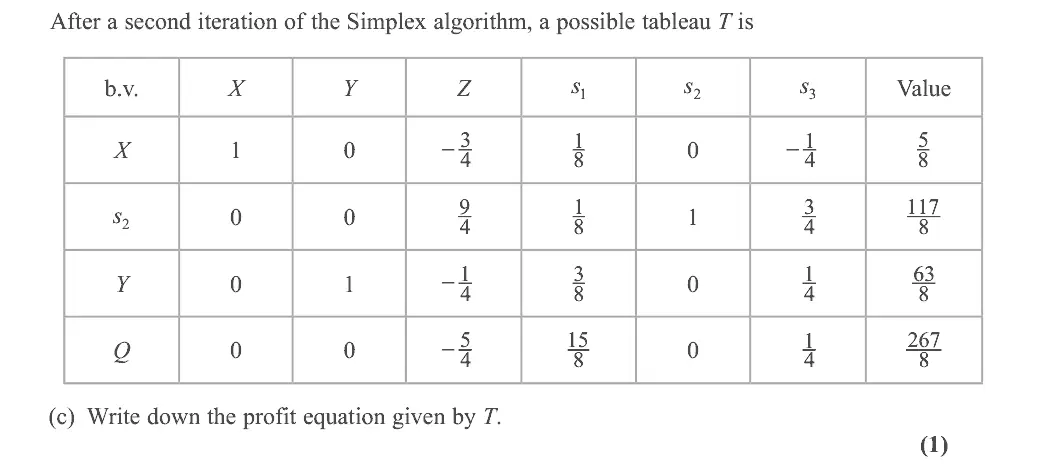 After a second iteration of the Simplex algorithm, a possible tableau T is
b.v. X Y Z s₁ s₂ s₃ Value
X 1 0 −3/4 1/8 0 −1/4 5/8
s₂ 0 0 9/4 1/8 1 3/4 117/8
Y 0 1 −1/4 3/8 0 1/4 63/8
Q 0 0 −5/4 15/8 0 1/4 267/8
(c) Write down the profit equation given by T.
(1)